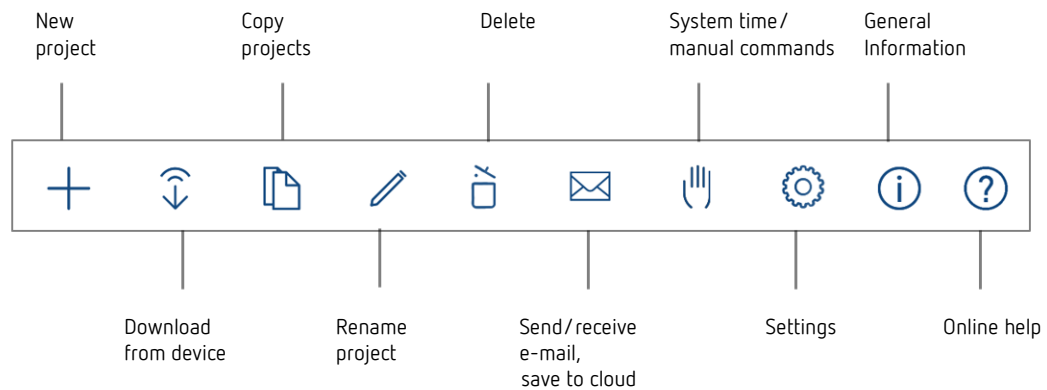 New
project
Copy
projects
Delete
System time/
manual commands
General
Information
Download
from device
Rename
project
Send/receive
e-mail,
save to cloud
Settings
Online help